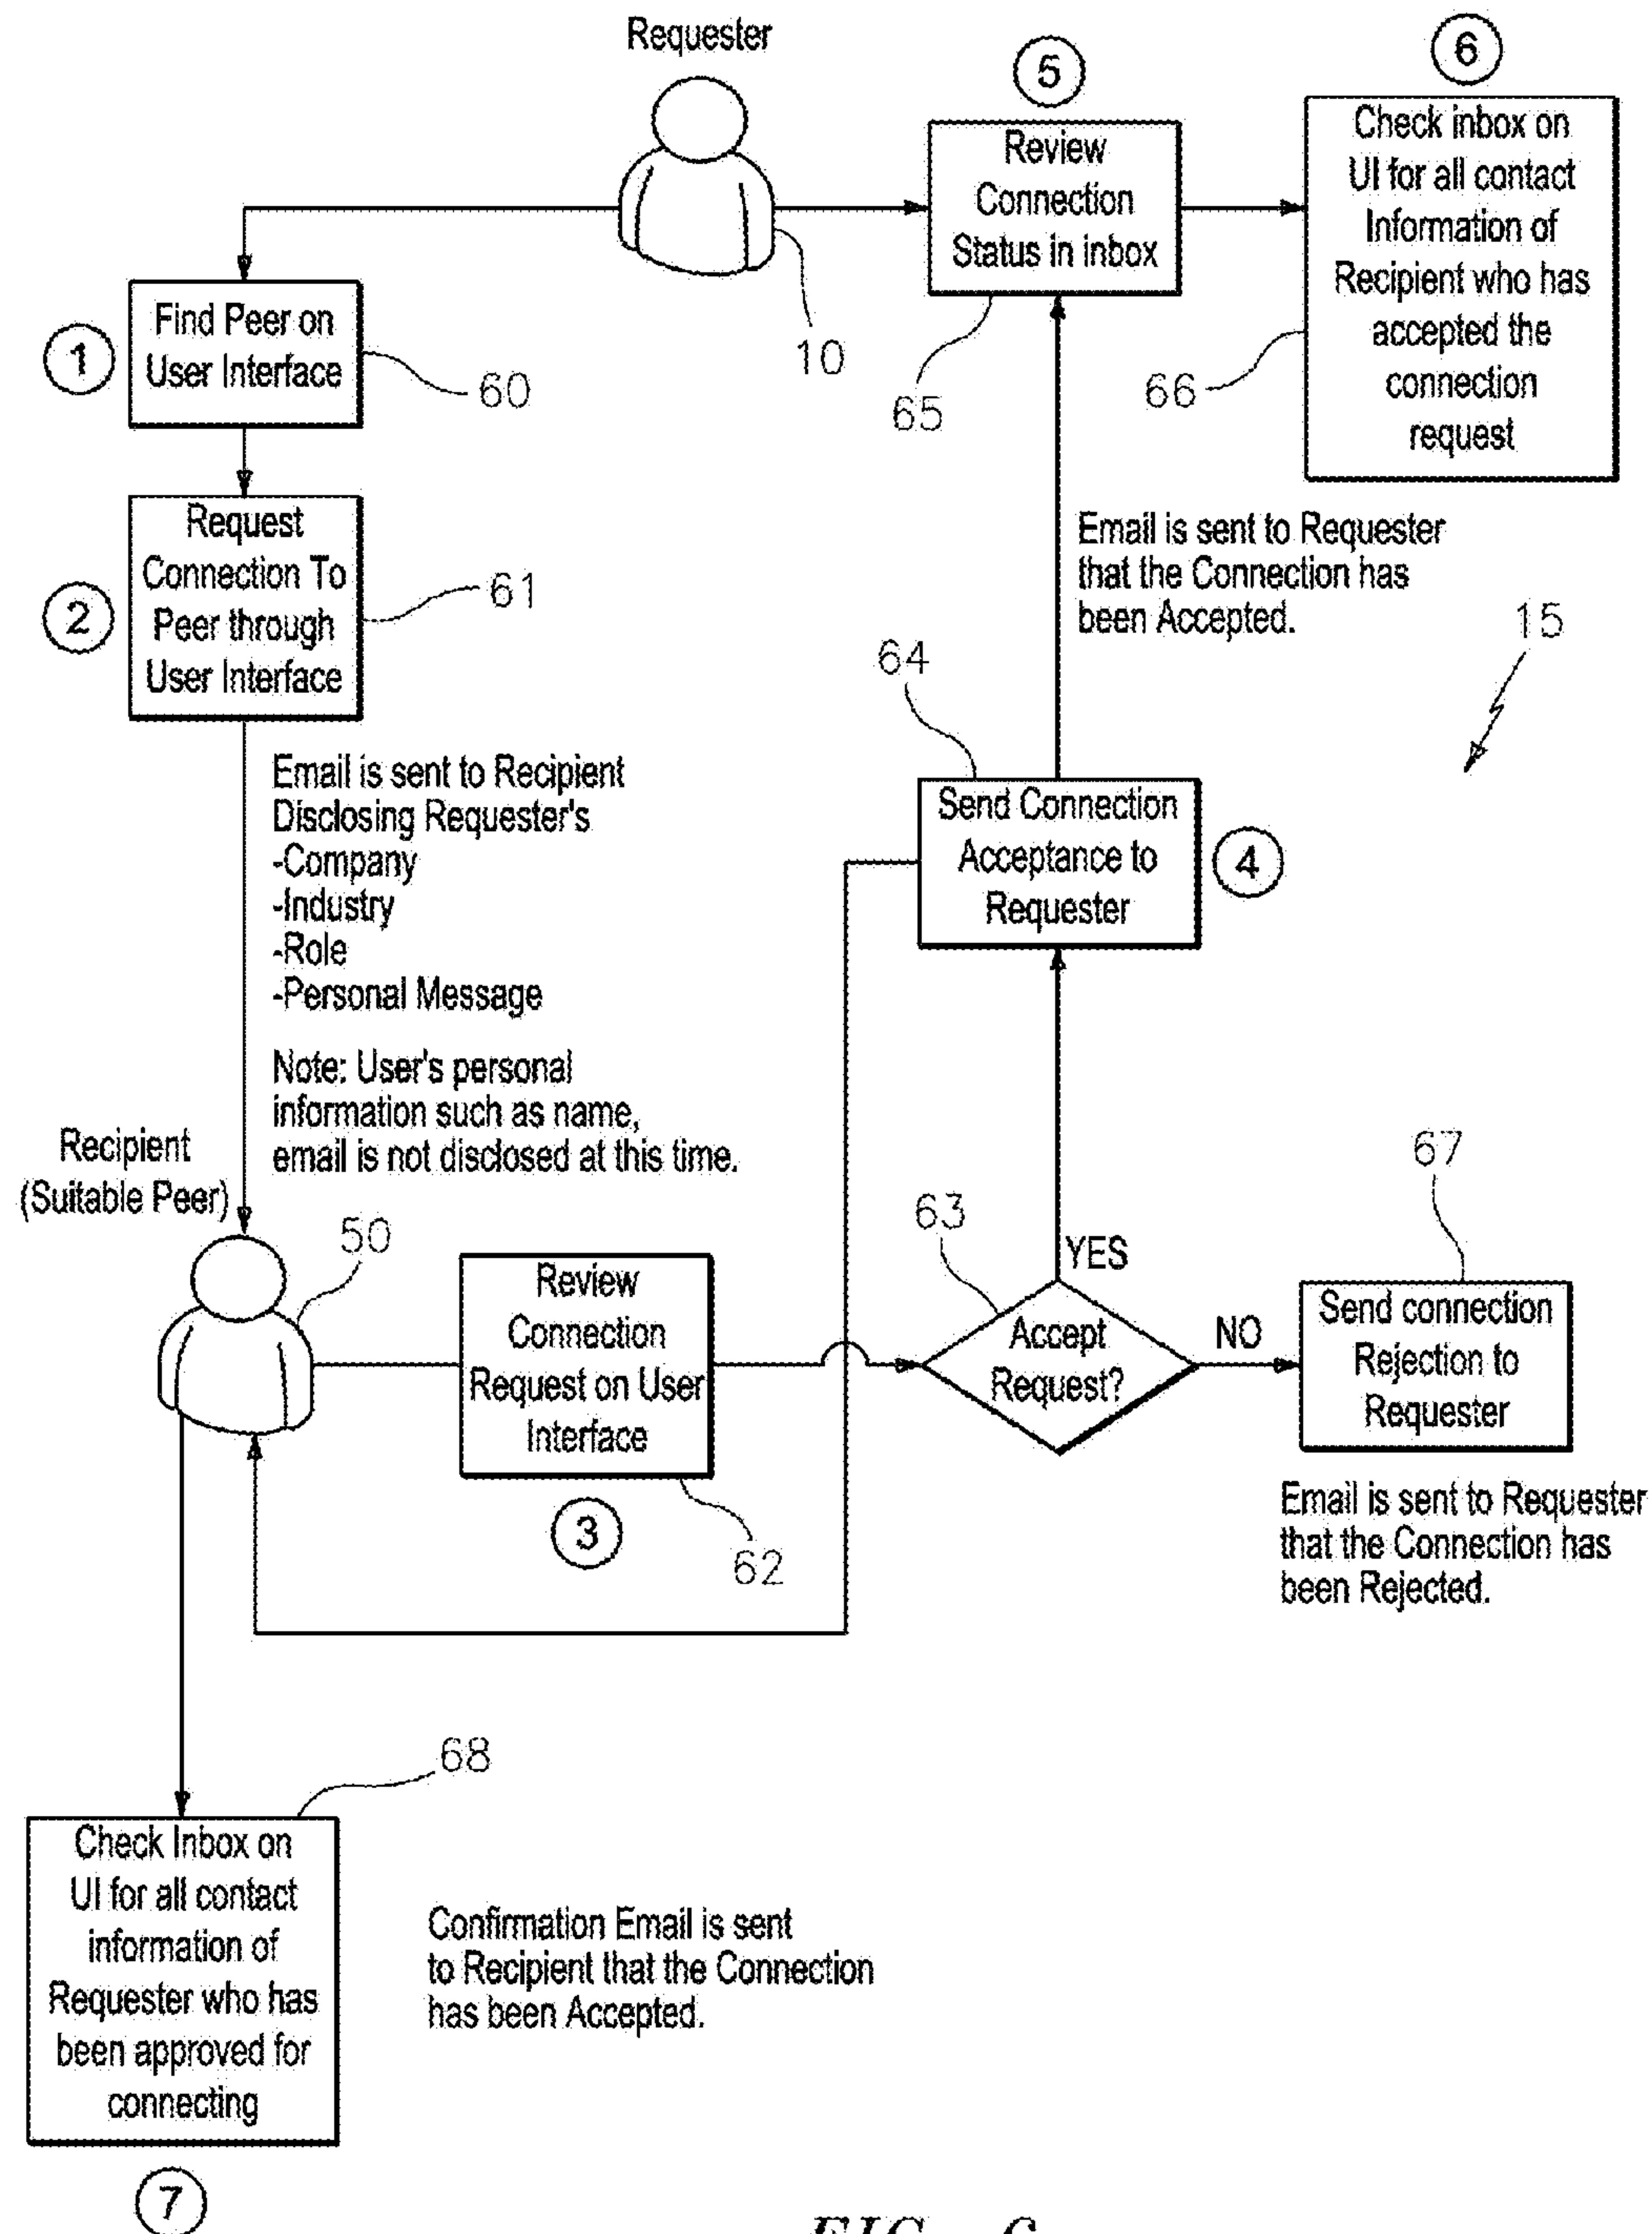 Requester
5
6
Review
Connection
Status in inbox
Check inbox on
UI for all contact
Information of
Recipient who has
accepted the
connection
request
1
Find Peer on
User Interface
60
10
65
66
2
Request
Connection To
Peer through
User Interface
61
Email is sent to Requester
that the Connection has
been Accepted.
15
64
Email is sent to Recipient
Disclosing Requester's
-Company
-Industry
-Role
-Personal Message
Send Connection
Acceptance to
Requester
4
Note: User's personal
information such as name,
email is not disclosed at this time.
Recipient
(Suitable Peer)
50
Review
Connection
Request on User
Interface
3
62
63
YES
Accept
Request?
NO
67
Send connection
Rejection to
Requester
Email is sent to Requester
that the Connection has
been Rejected.
68
Check Inbox on
UI for all contact
information of
Requester who has
been approved for
connecting
7
Confirmation Email is sent
to Recipient that the Connection
has been Accepted.
FIG. 6